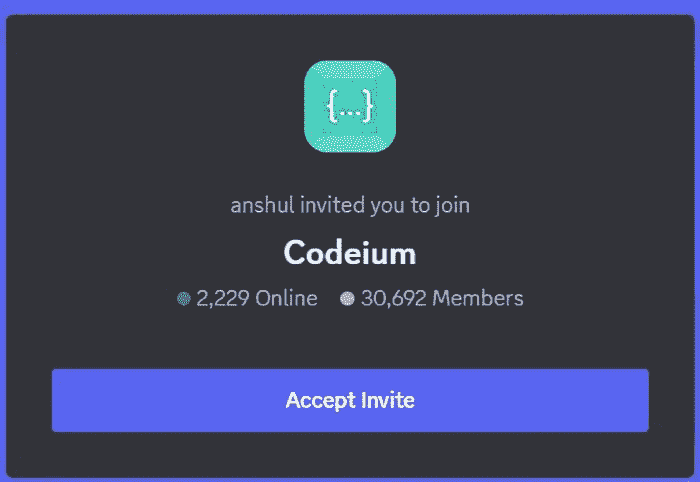 {...}
anshul invited you to join
Codeium
2,229 Online 30,692 Members
Accept Invite